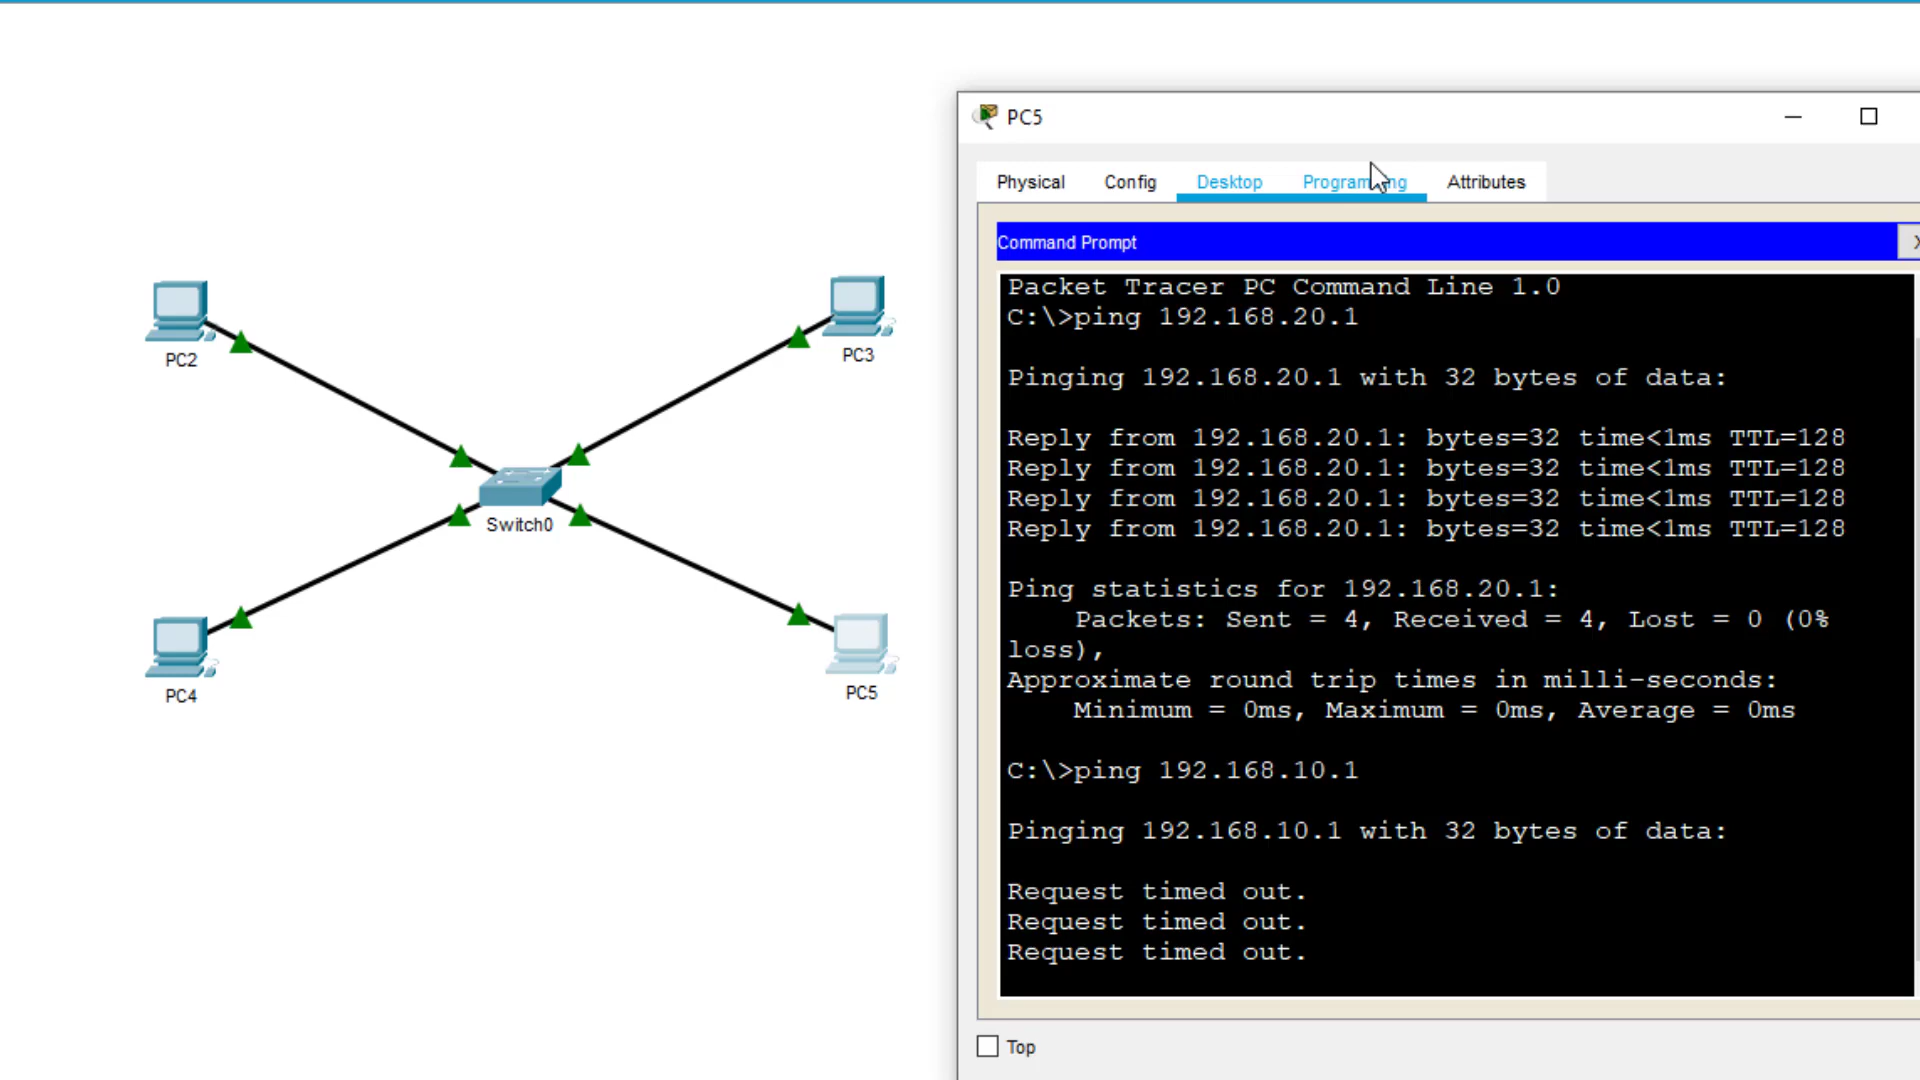 PC5
Physical Config Desktop Programming Attributes
Command Prompt
X
Packet Tracer PC Command Line 1.0
C:\>ping 192.168.20.1
Pinging 192.168.20.1 with 32 bytes of data:
Reply from 192.168.20.1: bytes=32 time<1ms TTL=128
Reply from 192.168.20.1: bytes=32 time<1ms TTL=128
Reply from 192.168.20.1: bytes=32 time<1ms TTL=128
Reply from 192.168.20.1: bytes=32 time<1ms TTL=128
Ping statistics for 192.168.20.1:
Packets: Sent = 4, Received = 4, Lost = 0 (0%
loss),
Approximate round trip times in milli-seconds:
Minimum = 0ms, Maximum = 0ms, Average = 0ms
C:\>ping 192.168.10.1
Pinging 192.168.10.1 with 32 bytes of data:
Request timed out.
Request timed out.
Request timed out.
Top
PC2
PC3
Switch0
PC4
PC5